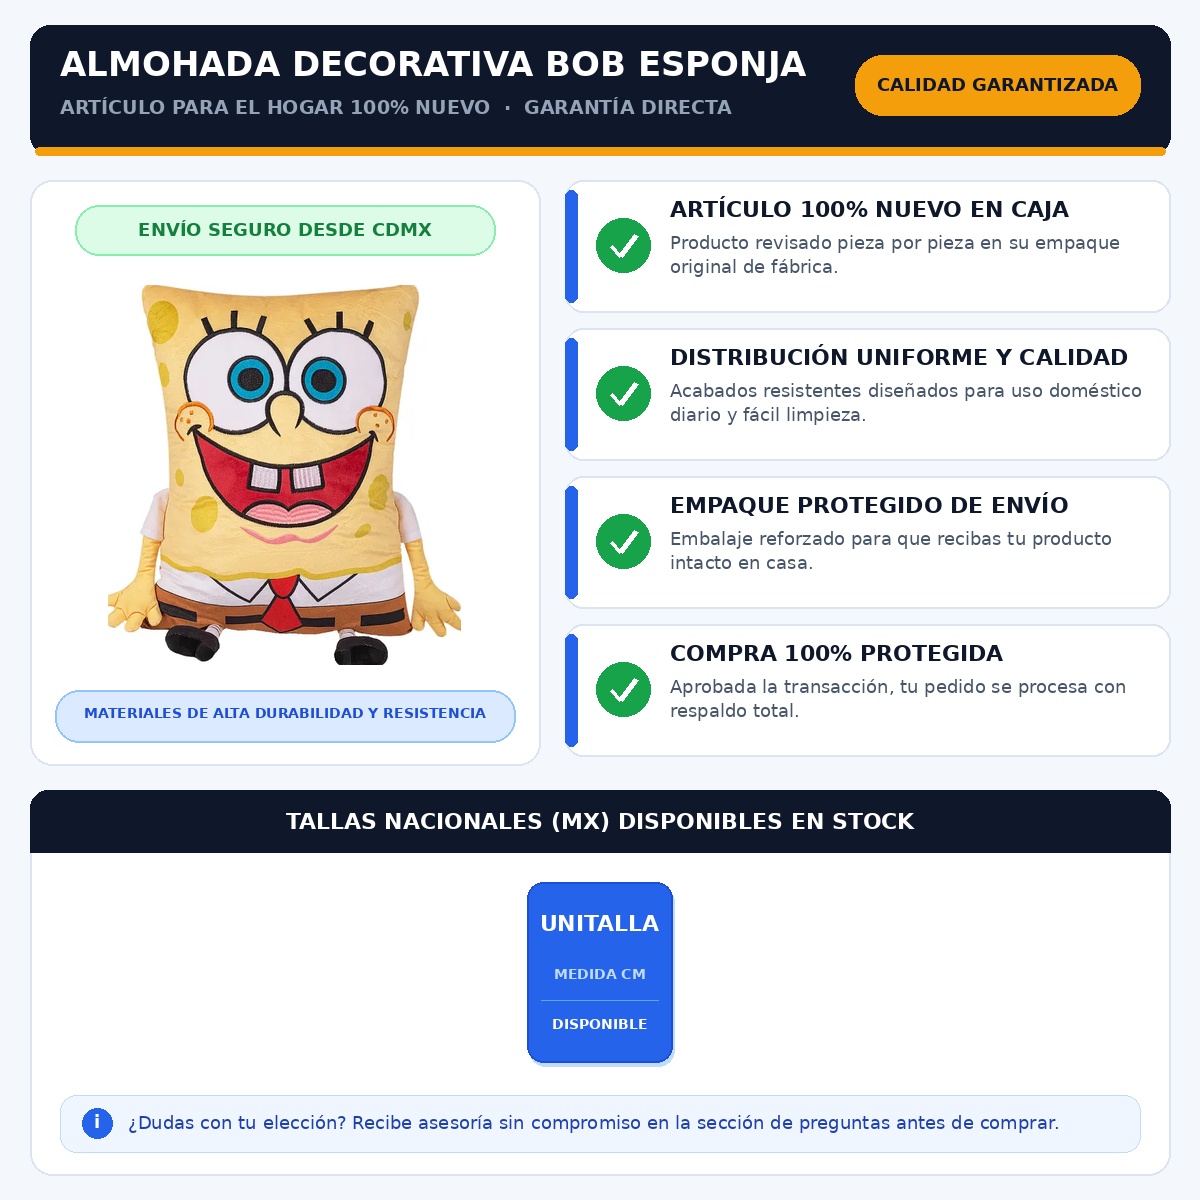 ALMOHADA DECORATIVA BOB ESPONJA
ARTÍCULO PARA EL HOGAR 100% NUEVO · GARANTÍA DIRECTA
CALIDAD GARANTIZADA
ENVÍO SEGURO DESDE CDMX
MATERIALES DE ALTA DURABILIDAD Y RESISTENCIA
ARTÍCULO 100% NUEVO EN CAJA
Producto revisado pieza por pieza en su empaque
original de fábrica.
DISTRIBUCIÓN UNIFORME Y CALIDAD
Acabados resistentes diseñados para uso doméstico
diario y fácil limpieza.
EMPAQUE PROTEGIDO DE ENVÍO
Embalaje reforzado para que recibas tu producto
intacto en casa.
COMPRA 100% PROTEGIDA
Aprobada la transacción, tu pedido se procesa con
respaldo total.
TALLAS NACIONALES (MX) DISPONIBLES EN STOCK
UNITALLA
MEDIDA CM
DISPONIBLE
i ¿Dudas con tu elección? Recibe asesoría sin compromiso en la sección de preguntas antes de comprar.